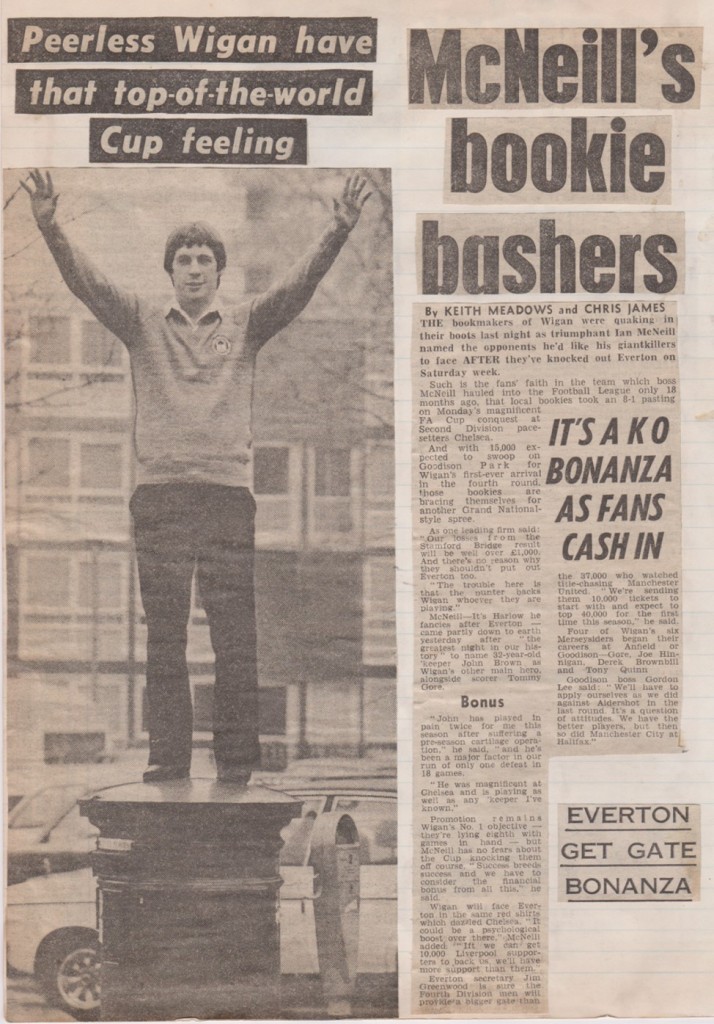 Peerless Wigan have
that top-of-the-world
Cup feeling
McNeill's
bookie
bashers
By KEITH MEADOWS and CHRIS JAMES
THE bookmakers of Wigan were quaking in
their boots last night as triumphant Ian McNeill
named the opponents he'd like his giantkillers
to face AFTER they've knocked out Everton on
Saturday week.
Such is the fans' faith in the team which boss
McNeill hauled into the Football League only 18
months ago, that local bookies took an 8-1 pasting
on Monday's magnificent
FA Cup conquest at
Second Division pace-
setters Chelsea.
And with 15,000 ex-
pected to swoop on
Goodison Park for
Wigan's first-ever arrival
in the fourth round,
those bookies are
bracing themselves for
another Grand National-
style spree.
As one leading firm said:
"Our losses from the
Stamford Bridge result
will be well over £1,000.
And there's no reason why
they shouldn't put out
Everton too.
"The trouble here is
that the punter backs
Wigan whoever they are
playing."
McNeill—It's Harlow he
fancies after Everton —
came partly down to earth
yesterday after "the
greatest night in our his-
tory" to name 32-year-old
'keeper John Brown as
Wigan's other main hero,
alongside scorer Tommy
Gore.
Bonus
"John has played in
pain twice for me this
season after suffering a
pre-season cartilage opera-
tion," he said, "and he's
been a major factor in our
run of only one defeat in
18 games.
"He was magnificent at
Chelsea and is playing as
well as any 'keeper I've
known."
Promotion remains
Wigan's No. 1 objective —
they're lying eighth with
games in hand — but
McNeill has no fears about
the Cup knocking them
off course. "Success breeds
success and we have to
consider the financial
bonus from all this," he
said.
Wigan will face Ever-
ton in the same red shirts
which dazzled Chelsea. "It
could be a psychological
boost over there," McNeill
added. "If we can get
10,000 Liverpool suppor-
ters to back us, we'll have
more support than them."
Everton secretary Jim
Greenwood is sure the
Fourth Division men will
provide a bigger gate than
IT'S A K O
BONANZA
AS FANS
CASH IN
the 37,000 who watched
title-chasing Manchester
United. "We're sending
them 10,000 tickets to
start with and expect to
top 40,000 for the first
time this season," he said.
Four of Wigan's six
Merseysiders began their
careers at Anfield or
Goodison—Gore, Joe Hin-
nigan, Derek Brownbill
and Tony Quinn
Goodison boss Gordon
Lee said: "We'll have to
apply ourselves as we did
against Aldershot in the
last round. It's a question
of attitudes. We have the
better players, but then
so did Manchester City at
Halifax."
EVERTON
GET GATE
BONANZA